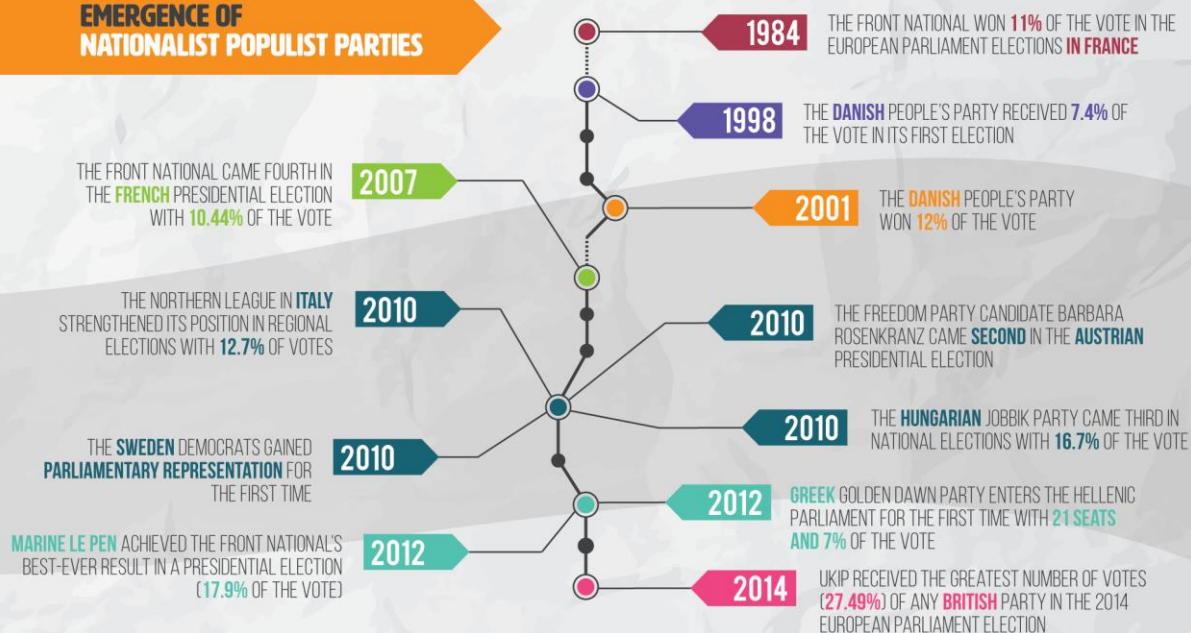 EMERGENCE OF
NATIONALIST POPULIST PARTIES
1984
THE FRONT NATIONAL WON 11% OF THE VOTE IN THE
EUROPEAN PARLIAMENT ELECTIONS IN FRANCE
1998
THE DANISH PEOPLE'S PARTY RECEIVED 7.4% OF
THE VOTE IN ITS FIRST ELECTION
2001
THE DANISH PEOPLE'S PARTY
WON 12% OF THE VOTE
THE FRONT NATIONAL CAME FOURTH IN
THE FRENCH PRESIDENTIAL ELECTION
WITH 10.44% OF THE VOTE
2007
THE NORTHERN LEAGUE IN ITALY
STRENGTHENED ITS POSITION IN REGIONAL
ELECTIONS WITH 12.7% OF VOTES
2010
2010
THE FREEDOM PARTY CANDIDATE BARBARA
ROSENKRANZ CAME SECOND IN THE AUSTRIAN
PRESIDENTIAL ELECTION
2010
THE HUNGARIAN JOBBIK PARTY CAME THIRD IN
NATIONAL ELECTIONS WITH 16.7% OF THE VOTE
THE SWEDEN DEMOCRATS GAINED
PARLIAMENTARY REPRESENTATION FOR
THE FIRST TIME
2010
2012
GREEK GOLDEN DAWN PARTY ENTERS THE HELLENIC
PARLIAMENT FOR THE FIRST TIME WITH 21 SEATS
AND 7% OF THE VOTE
MARINE LE PEN ACHIEVED THE FRONT NATIONAL'S
BEST-EVER RESULT IN A PRESIDENTIAL ELECTION
(17.9% OF THE VOTE)
2012
2014
UKIP RECEIVED THE GREATEST NUMBER OF VOTES
(27.49%) OF ANY BRITISH PARTY IN THE 2014
EUROPEAN PARLIAMENT ELECTION